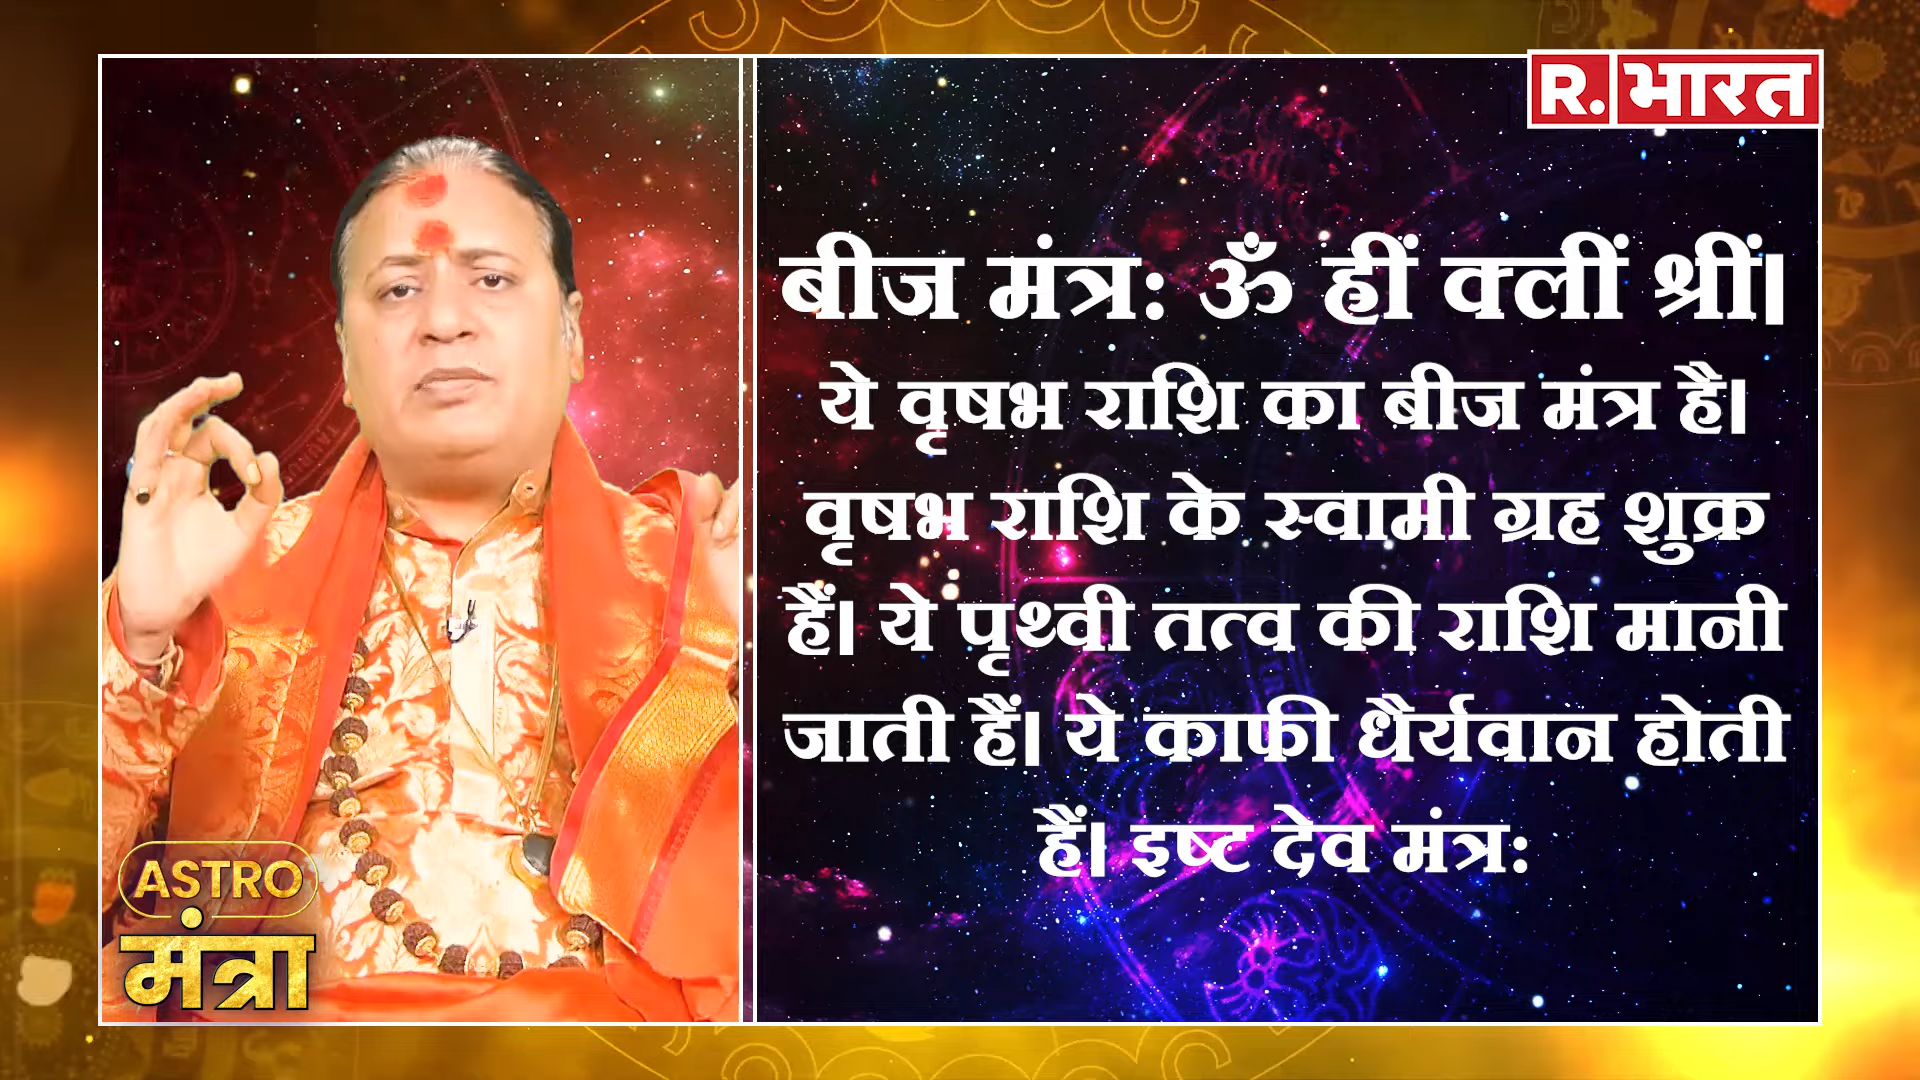 R. भारत
बीज मंत्र: ॐ ह्रीं क्लीं श्रीं।
ये वृषभ राशि का बीज मंत्र है।
वृषभ राशि के स्वामी ग्रह शुक्र
हैं। ये पृथ्वी तत्व की राशि मानी
जाती हैं। ये काफी धैर्यवान होती
हैं। इष्ट देव मंत्र:
ASTRO
मंत्रा